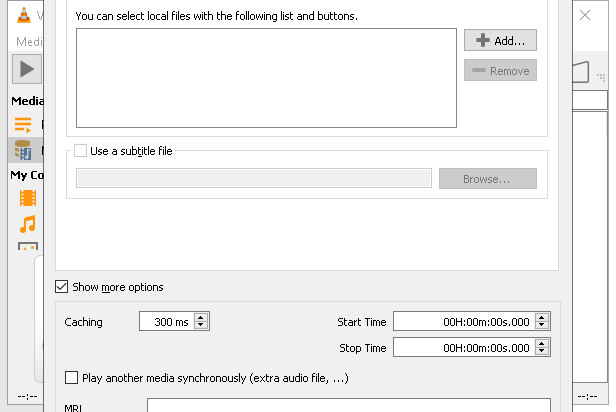 You can select local files with the following list and buttons.
Add...
Remove
Media
Use a subtitle file
Browse...
My Co
Show more options
Caching
300 ms
Start Time
00H:00m:00s.000
Stop Time
00H:00m:00s.000
Play another media synchronously (extra audio file, ...)
--:--
--:--
MRL